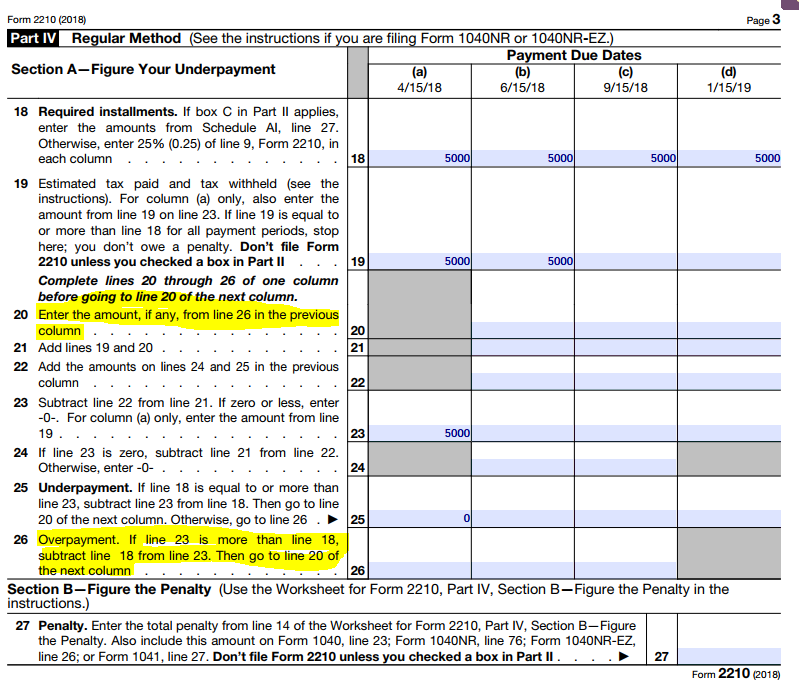 Form 2210 (2018) Page 3
Part IV Regular Method (See the instructions if you are filing Form 1040NR or 1040NR-EZ.)
Section A—Figure Your Underpayment
Payment Due Dates
(a) (b) (c) (d)
4/15/18 6/15/18 9/15/18 1/15/19
18 Required installments. If box C in Part II applies,
enter the amounts from Schedule AI, line 27.
Otherwise, enter 25% (0.25) of line 9, Form 2210, in
each column . . . . . . . . . . . . . 18 5000 5000 5000 5000
19 Estimated tax paid and tax withheld (see the
instructions). For column (a) only, also enter the
amount from line 19 on line 23. If line 19 is equal to
or more than line 18 for all payment periods, stop
here; you don't owe a penalty. Don't file Form
2210 unless you checked a box in Part II . . . 19 5000 5000
Complete lines 20 through 26 of one column
before going to line 20 of the next column.
20 Enter the amount, if any, from line 26 in the previous
column . . . . . . . . . . . . . . . 20
21 Add lines 19 and 20 . . . . . . . . . . . 21
22 Add the amounts on lines 24 and 25 in the previous
column . . . . . . . . . . . . . . . 22
23 Subtract line 22 from line 21. If zero or less, enter
-0-. For column (a) only, enter the amount from line
19 . . . . . . . . . . . . . . . . . 23 5000
24 If line 23 is zero, subtract line 21 from line 22.
Otherwise, enter -0- . . . . . . . . . . . 24
25 Underpayment. If line 18 is equal to or more than
line 23, subtract line 23 from line 18. Then go to line
20 of the next column. Otherwise, go to line 26 . ▶ 25 0
26 Overpayment. If line 23 is more than line 18,
subtract line 18 from line 23. Then go to line 20 of
the next column . . . . . . . . . . . . 26
Section B—Figure the Penalty (Use the Worksheet for Form 2210, Part IV, Section B—Figure the Penalty in the
instructions.)
27 Penalty. Enter the total penalty from line 14 of the Worksheet for Form 2210, Part IV, Section B—Figure
the Penalty. Also include this amount on Form 1040, line 23; Form 1040NR, line 76; Form 1040NR-EZ,
line 26; or Form 1041, line 27. Don't file Form 2210 unless you checked a box in Part II . . . . ▶ 27
Form 2210 (2018)